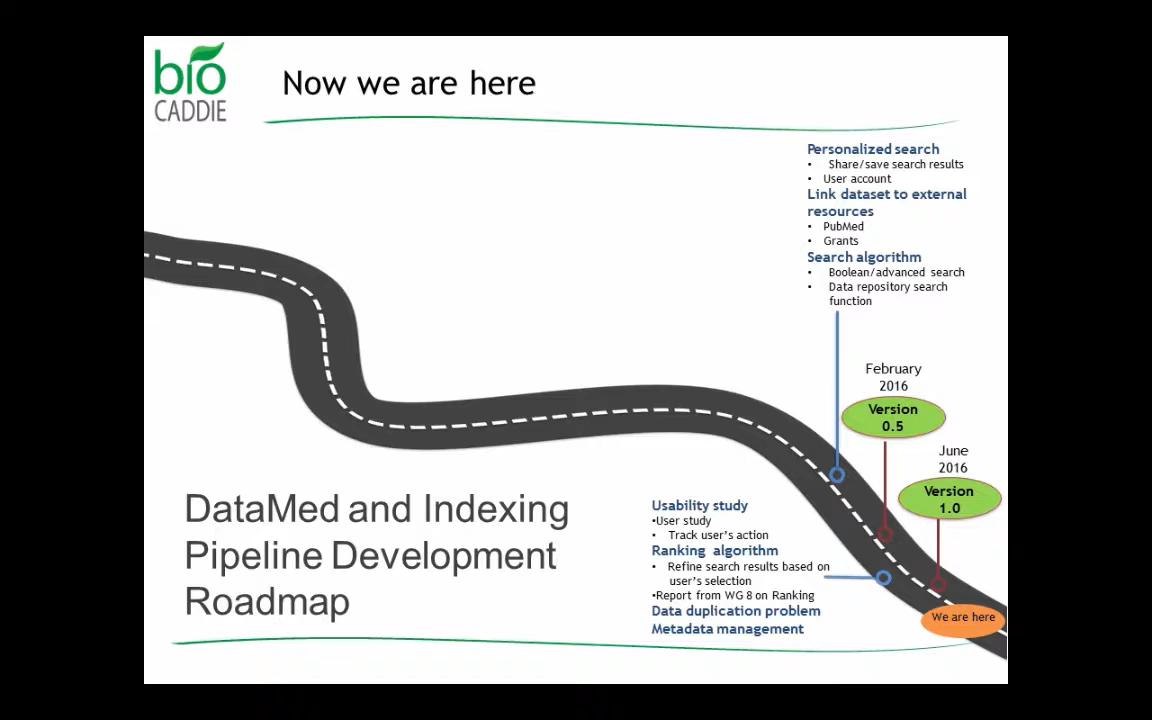 bio
CADDIE
Now we are here
Personalized search
• Share/save search results
• User account
Link dataset to external
resources
• PubMed
• Grants
Search algorithm
• Boolean/advanced search
• Data repository search
function
February
2016
Version
0.5
June
2016
Version
1.0
DataMed and Indexing
Pipeline Development
Roadmap
Usability study
•User study
• Track user's action
Ranking algorithm
• Refine search results based on
user's selection
•Report from WG 8 on Ranking
Data duplication problem
Metadata management
We are here